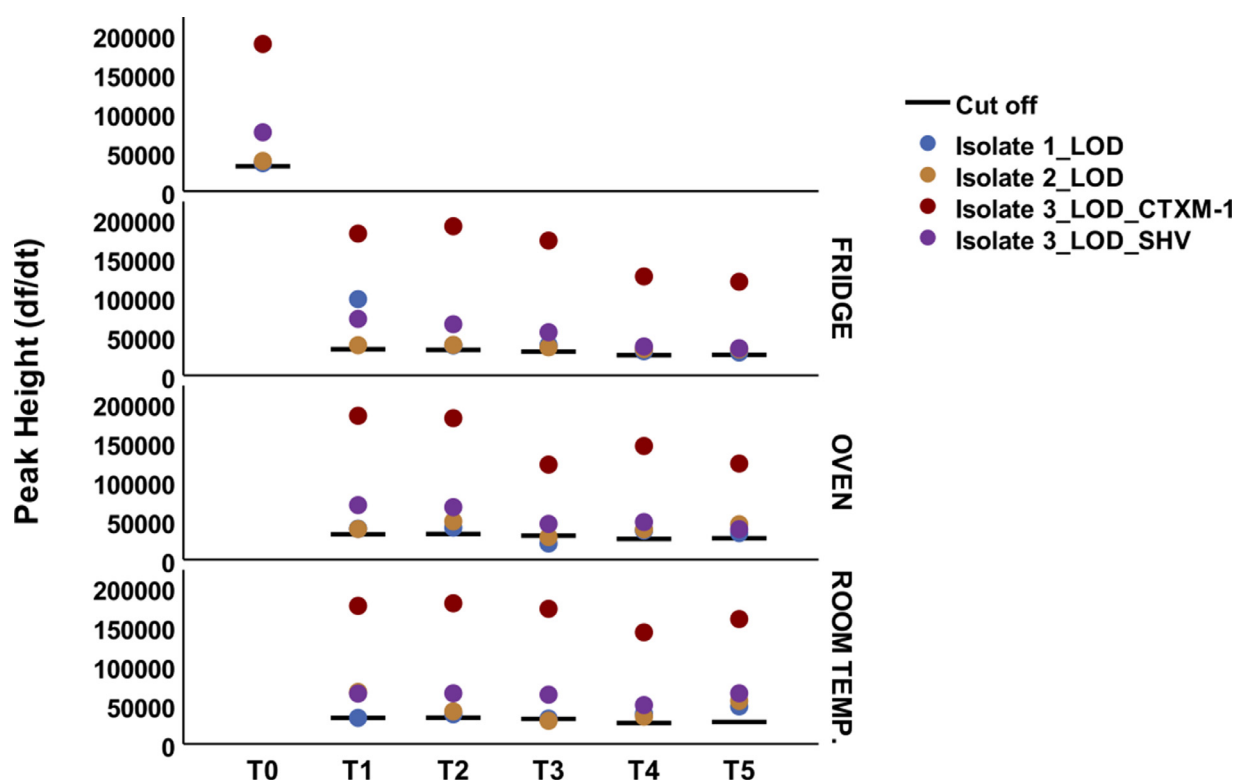 Peak Height (df/dt)
200000
150000
100000
50000
0
200000
150000
100000
50000
0
FRIDGE
200000
150000
100000
50000
0
OVEN
200000
150000
100000
50000
0
ROOM TEMP.
T0 T1 T2 T3 T4 T5
Cut off
Isolate 1_LOD
Isolate 2_LOD
Isolate 3_LOD_CTXM-1
Isolate 3_LOD_SHV